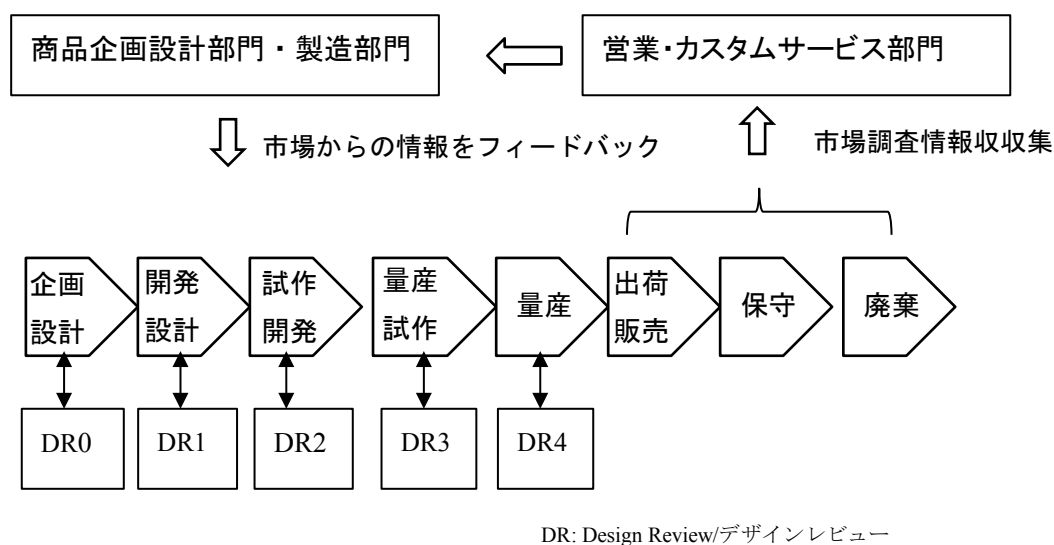 商品企画設計部門・製造部門
営業・カスタムサービス部門
市場からの情報をフィードバック
市場調査情報収収集
企画
設計
開発
設計
試作
開発
量産
試作
量産
出荷
販売
保守
廃棄
DR0
DR1
DR2
DR3
DR4
DR: Design Review/デザインレビュー